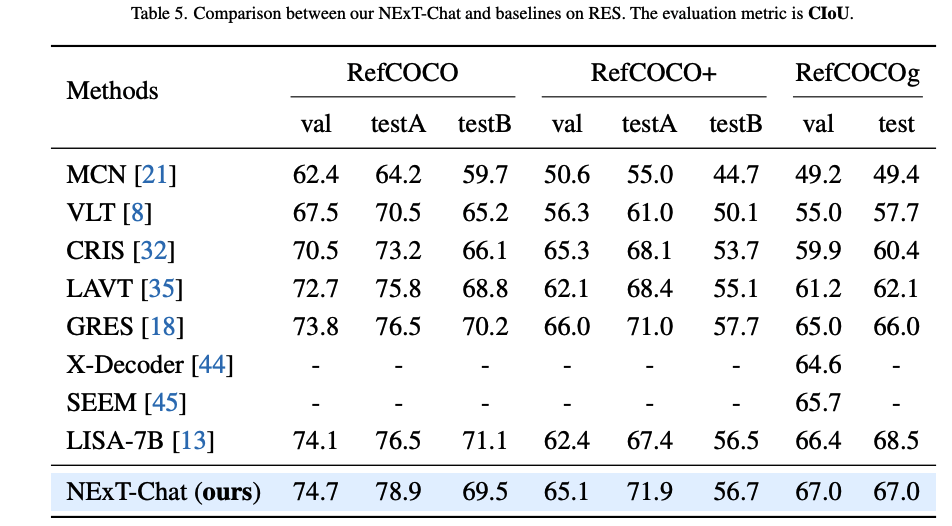 Table 5. Comparison between our NExT-Chat and baselines on RES. The evaluation metric is CIoU.
Methods RefCOCO RefCOCO+ RefCOCOg
val testA testB val testA testB val test
MCN [21] 62.4 64.2 59.7 50.6 55.0 44.7 49.2 49.4
VLT [8] 67.5 70.5 65.2 56.3 61.0 50.1 55.0 57.7
CRIS [32] 70.5 73.2 66.1 65.3 68.1 53.7 59.9 60.4
LAVT [35] 72.7 75.8 68.8 62.1 68.4 55.1 61.2 62.1
GRES [18] 73.8 76.5 70.2 66.0 71.0 57.7 65.0 66.0
X-Decoder [44] - - - - - - 64.6 -
SEEM [45] - - - - - - 65.7 -
LISA-7B [13] 74.1 76.5 71.1 62.4 67.4 56.5 66.4 68.5
NExT-Chat (ours) 74.7 78.9 69.5 65.1 71.9 56.7 67.0 67.0